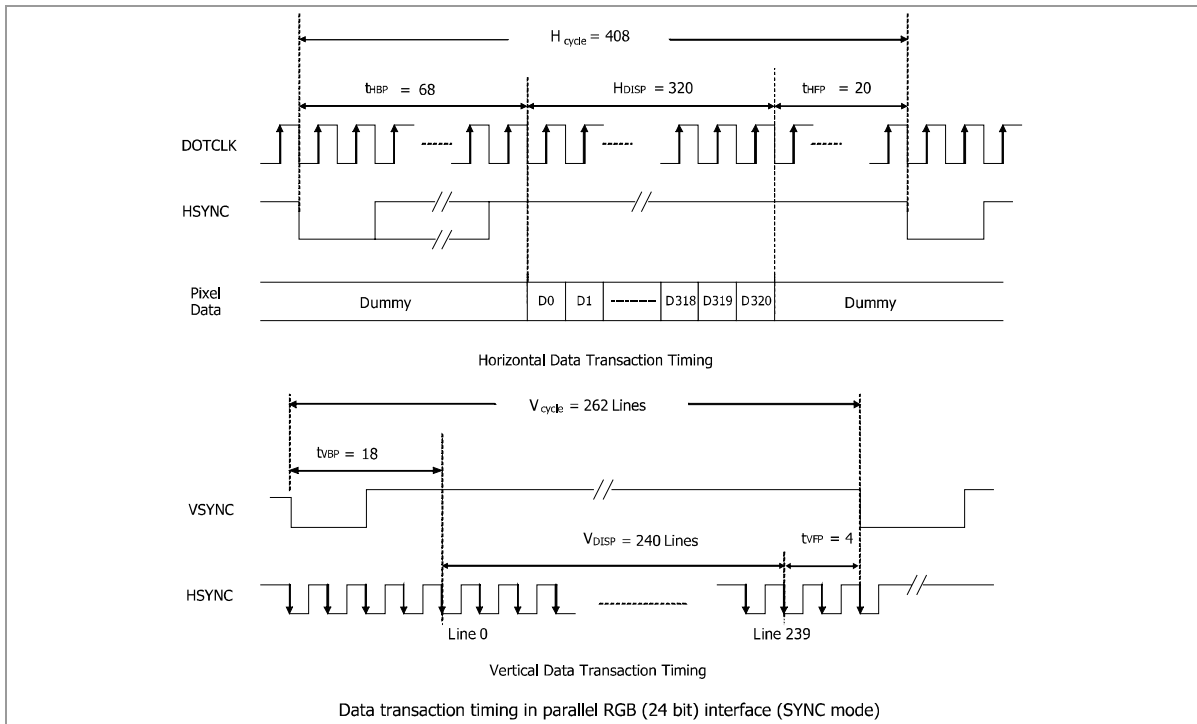 H cycle = 408
tHBP = 68 HDISP = 320 tHFP = 20
DOTCLK
HSYNC
Pixel Data
Dummy D0 D1 D318 D319 D320 Dummy
Horizontal Data Transaction Timing
V cycle = 262 Lines
tVBP = 18
VSYNC
VDISP = 240 Lines tVFP = 4
HSYNC
Line 0 Line 239
Vertical Data Transaction Timing
Data transaction timing in parallel RGB (24 bit) interface (SYNC mode)